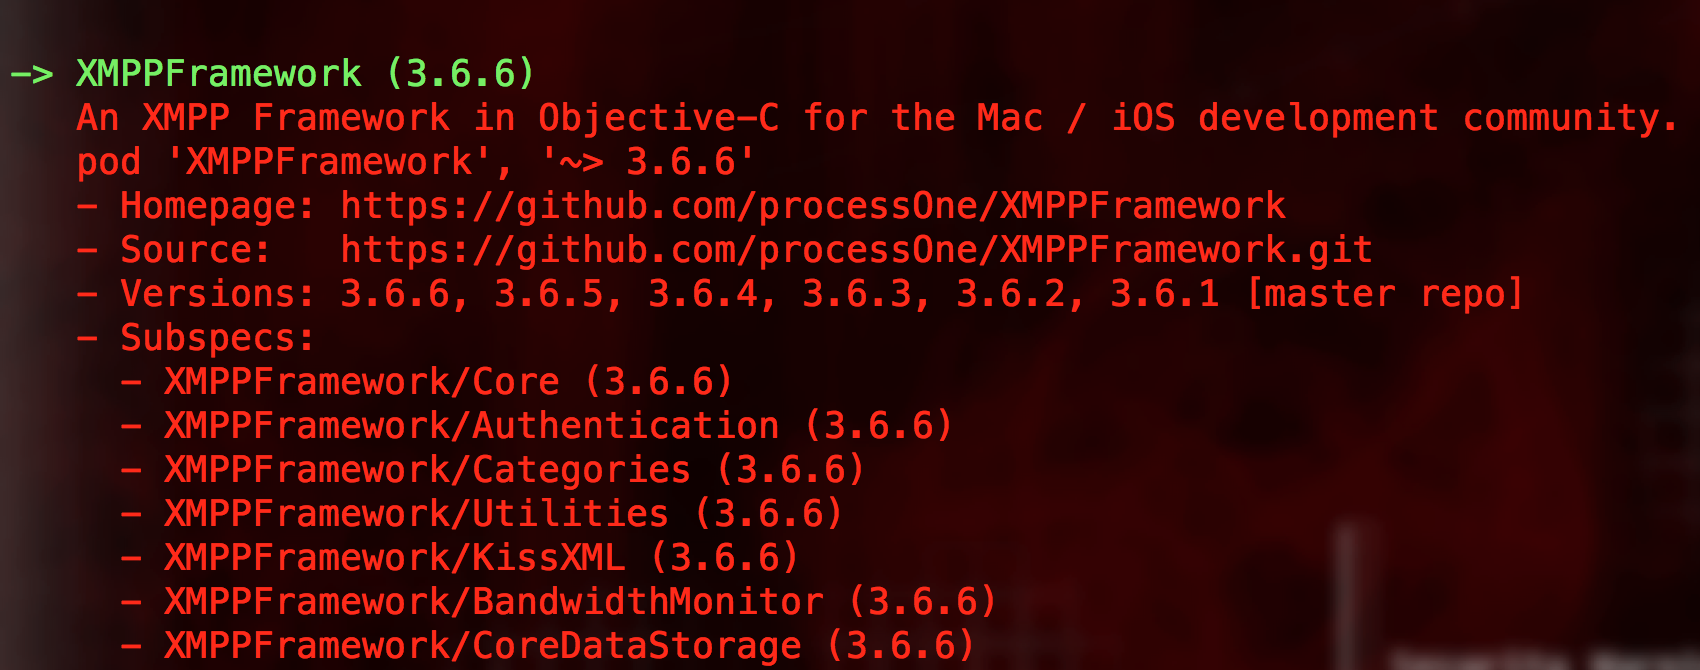 -> XMPPFramework (3.6.6)
An XMPP Framework in Objective-C for the Mac / iOS development community.
pod 'XMPPFramework', '~> 3.6.6'
- Homepage: https://github.com/processOne/XMPPFramework
- Source:   https://github.com/processOne/XMPPFramework.git
- Versions: 3.6.6, 3.6.5, 3.6.4, 3.6.3, 3.6.2, 3.6.1 [master repo]
- Subspecs:
- XMPPFramework/Core (3.6.6)
- XMPPFramework/Authentication (3.6.6)
- XMPPFramework/Categories (3.6.6)
- XMPPFramework/Utilities (3.6.6)
- XMPPFramework/KissXML (3.6.6)
- XMPPFramework/BandwidthMonitor (3.6.6)
- XMPPFramework/CoreDataStorage (3.6.6)